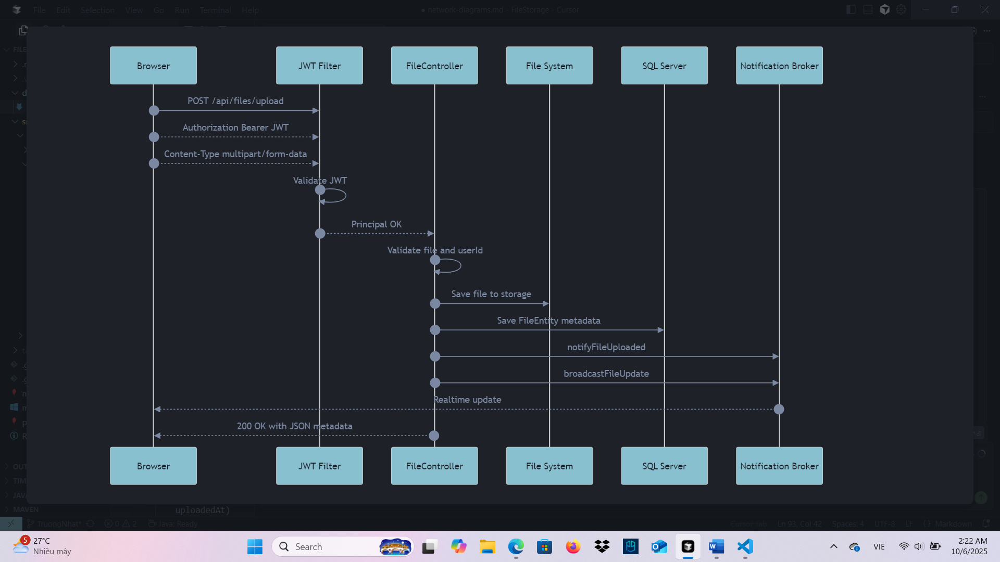 File Edit Selection View Go Run Terminal Help
● network-diagrams.md - FileStorage - Cursor
FILE
Browser
JWT Filter
FileController
File System
SQL Server
Notification Broker
POST /api/files/upload
Authorization Bearer JWT
Content-Type multipart/form-data
Validate JWT
Principal OK
Validate file and userId
Save file to storage
Save FileEntity metadata
notifyFileUploaded
broadcastFileUpdate
Realtime update
200 OK with JSON metadata
Browser
JWT Filter
FileController
File System
SQL Server
Notification Broker
OUT
TIM
JAV
MAVEN
uploadedAt)
TruongNhat* 0 2 Java: Ready
Cursor Tab Ln 93, Col 42 Spaces: 4 UTF-8 LF {} Markdown
5
27°C
Nhiều mây
Search
VIE
2:22 AM
10/6/2025